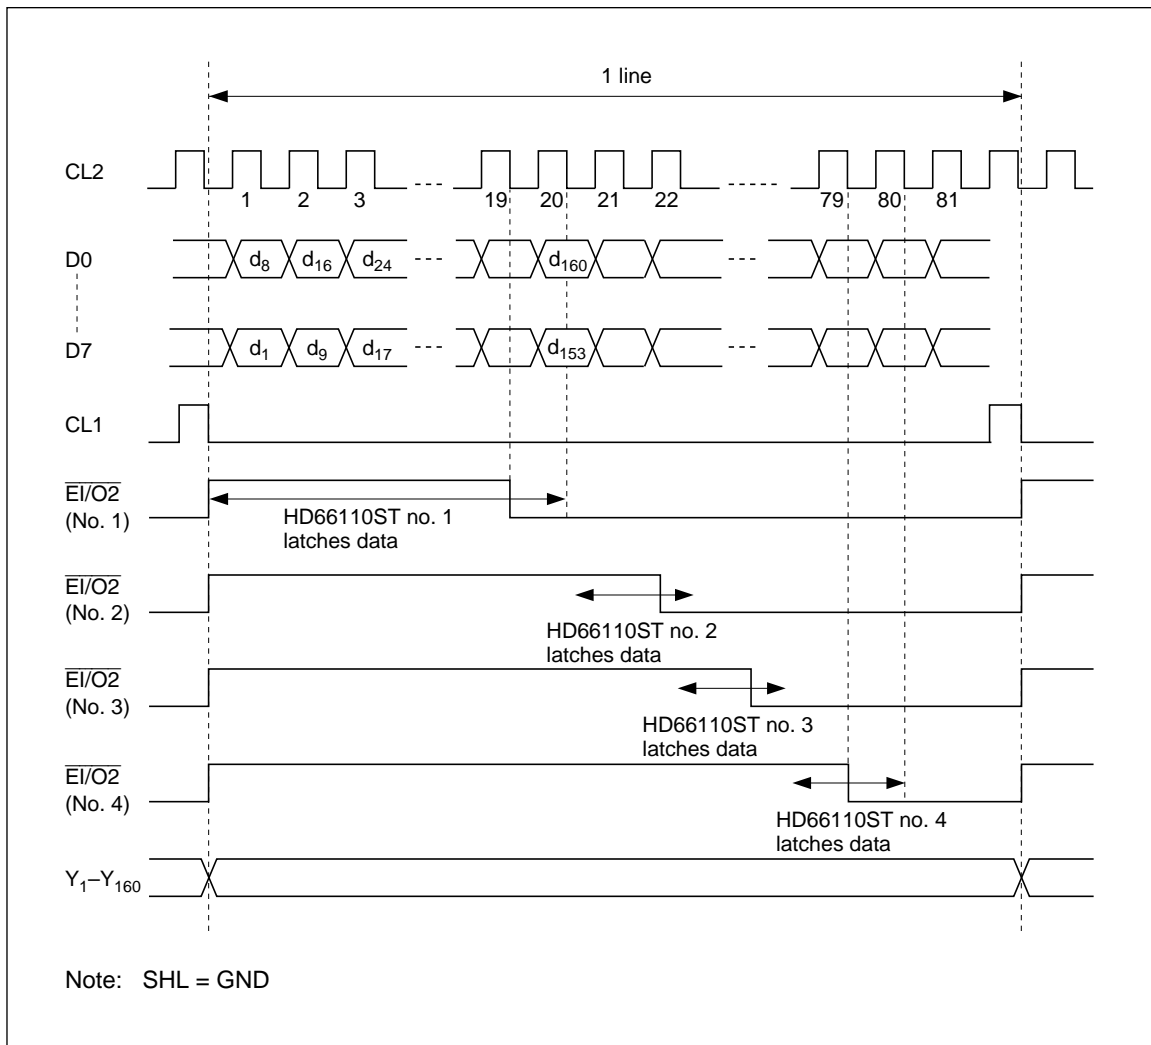 1 line
CL2
1 2 3 19 20 21 22 79 80 81
D0
d8 d16 d24 d160
D7
d1 d9 d17 d153
CL1
EI/O2
(No. 1)
HD66110ST no. 1
latches data
EI/O2
(No. 2)
HD66110ST no. 2
latches data
EI/O2
(No. 3)
HD66110ST no. 3
latches data
EI/O2
(No. 4)
HD66110ST no. 4
latches data
Y1–Y160
Note: SHL = GND